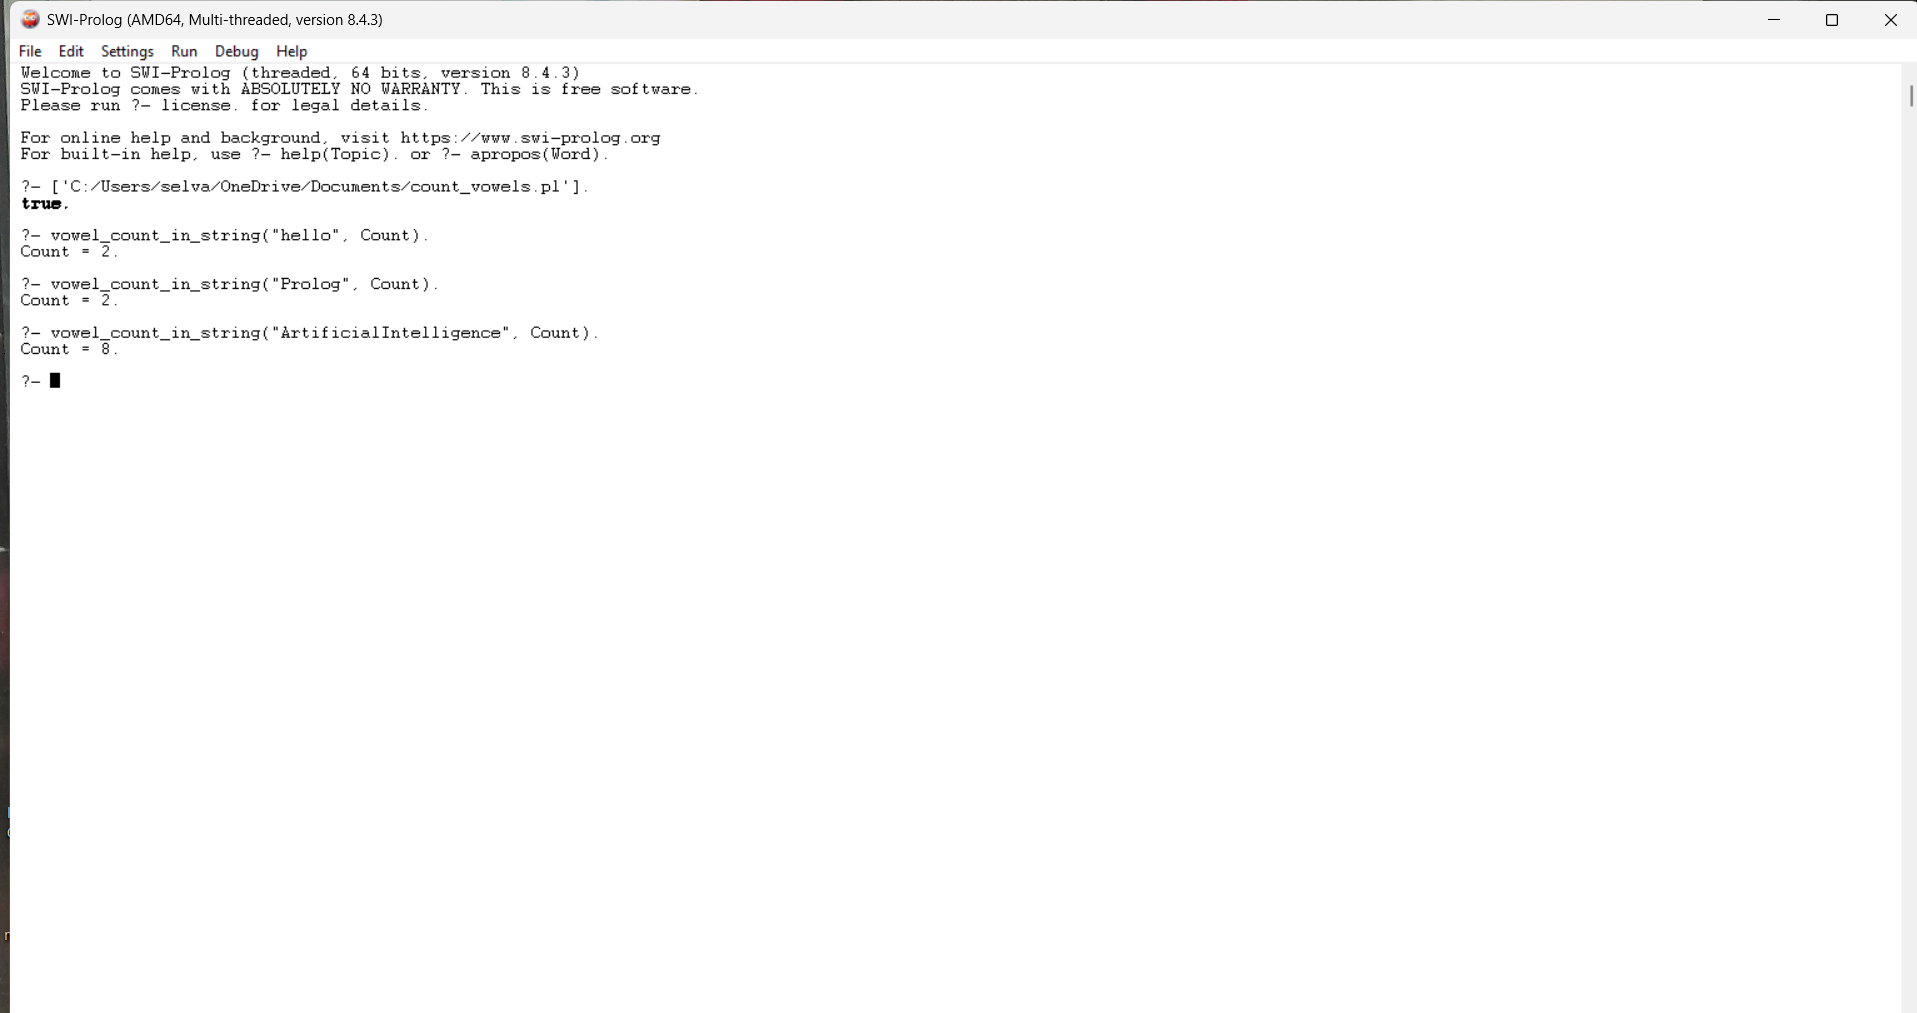 SWI-Prolog (AMD64, Multi-threaded, version 8.4.3)
File Edit Settings Run Debug Help
Welcome to SWI-Prolog (threaded, 64 bits, version 8.4.3)
SWI-Prolog comes with ABSOLUTELY NO WARRANTY. This is free software.
Please run ?- license. for legal details.
For online help and background, visit https://www.swi-prolog.org
For built-in help, use ?- help(Topic). or ?- apropos(Word).
?- ['C:/Users/selva/OneDrive/Documents/count_vowels.pl'].
true.
?- vowel_count_in_string("hello", Count).
Count = 2.
?- vowel_count_in_string("Prolog", Count).
Count = 2.
?- vowel_count_in_string("ArtificialIntelligence", Count).
Count = 8.
?-